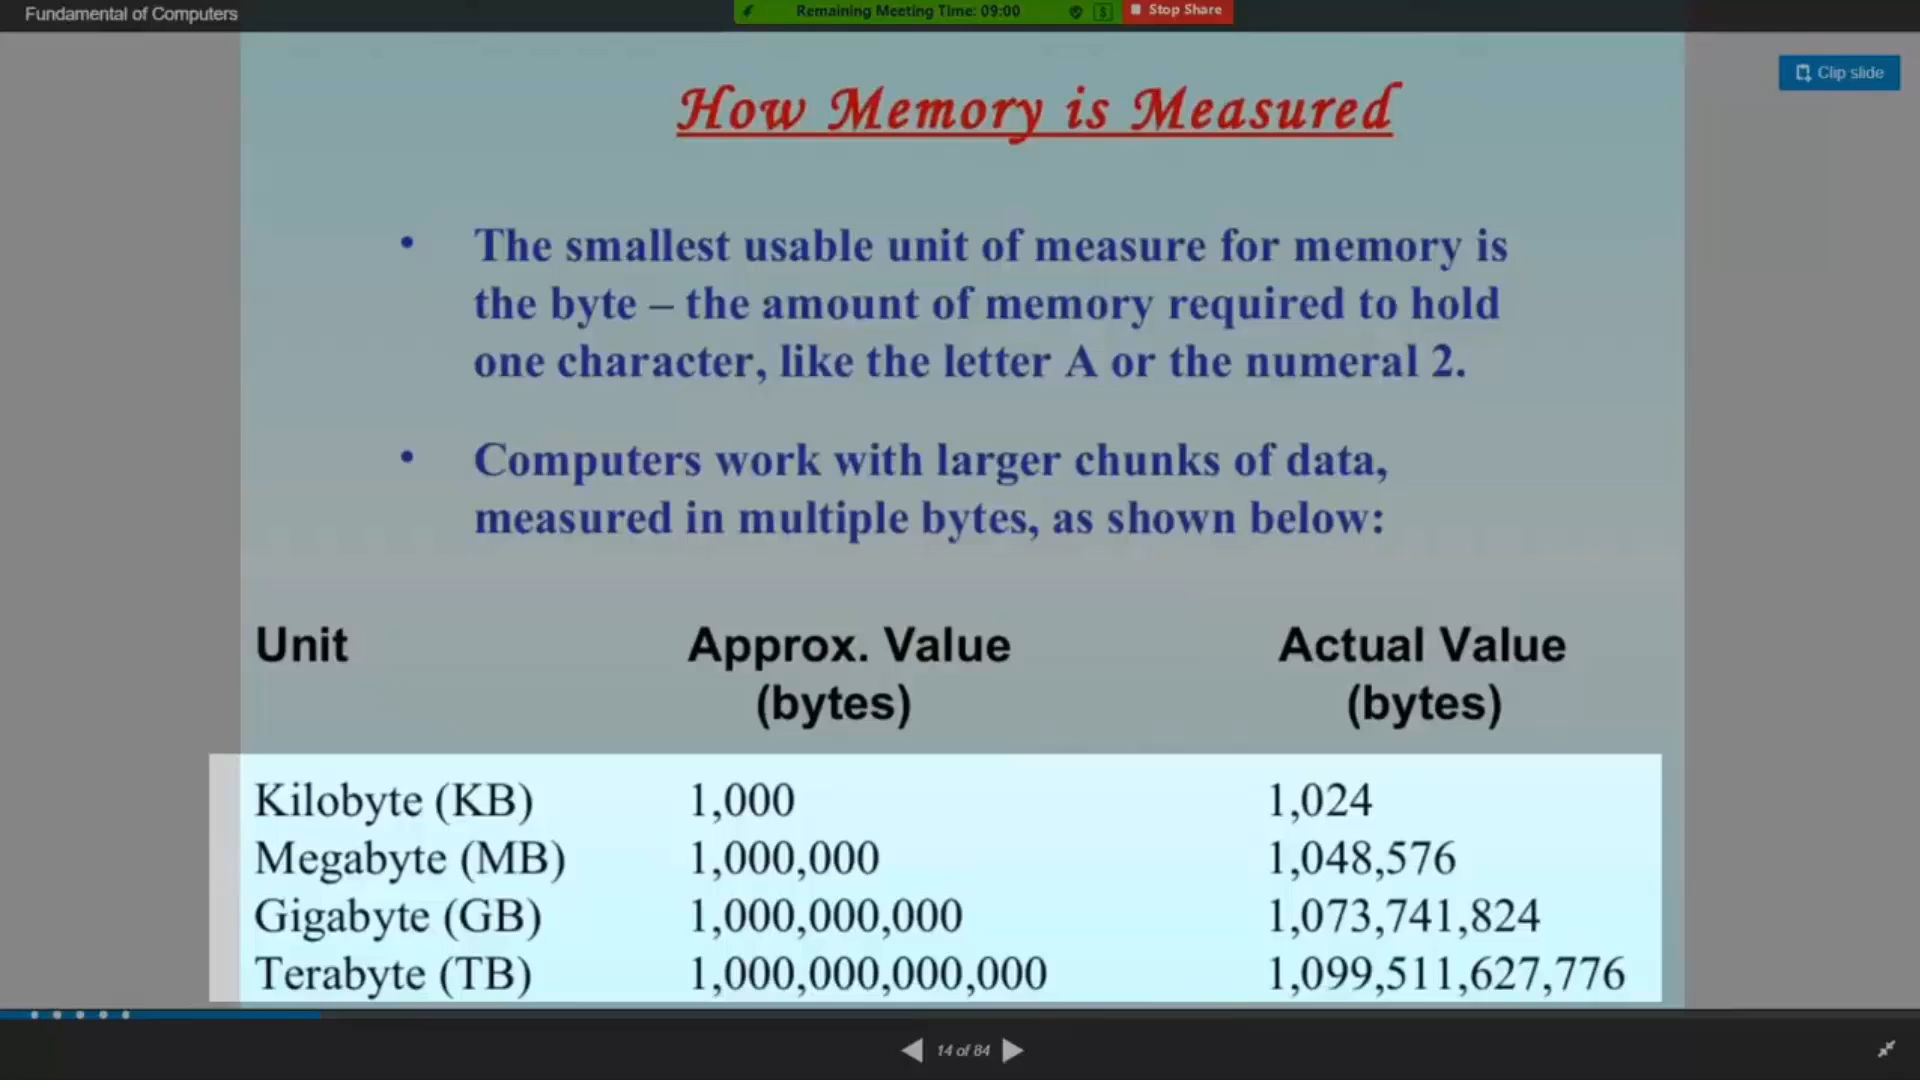 Fundamental of Computers
Remaining Meeting Time: 09:00
Stop Share
Clip slide
How Memory is Measured
• The smallest usable unit of measure for memory is
the byte – the amount of memory required to hold
one character, like the letter A or the numeral 2.
• Computers work with larger chunks of data,
measured in multiple bytes, as shown below:
Unit Approx. Value Actual Value
(bytes) (bytes)
Kilobyte (KB) 1,000 1,024
Megabyte (MB) 1,000,000 1,048,576
Gigabyte (GB) 1,000,000,000 1,073,741,824
Terabyte (TB) 1,000,000,000,000 1,099,511,627,776
14 of 84